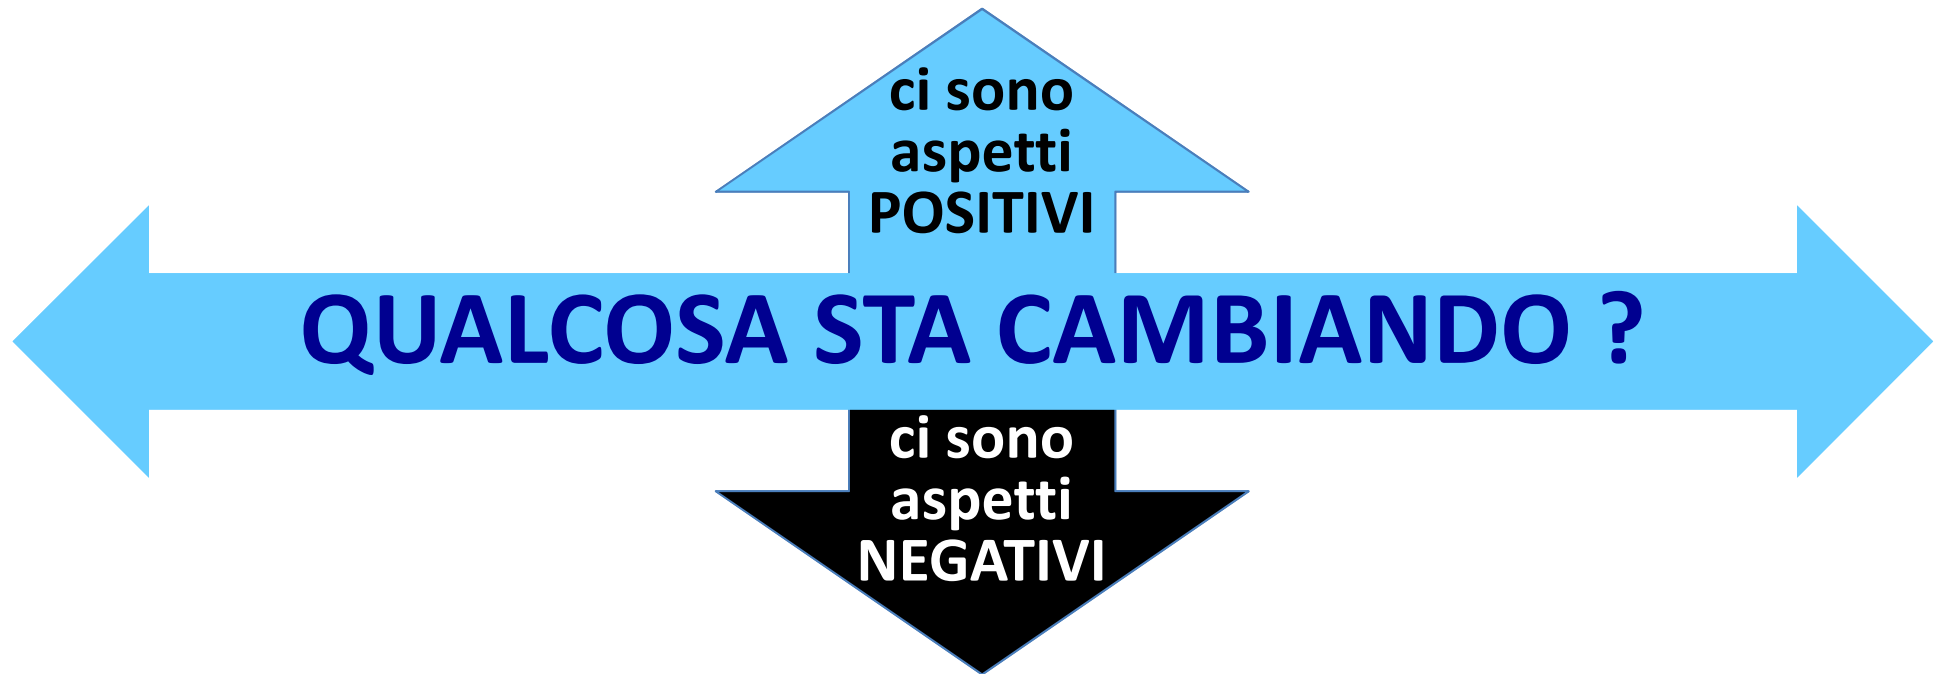 ci sono
aspetti
POSITIVI
QUALCOSA STA CAMBIANDO ?
ci sono
aspetti
NEGATIVI